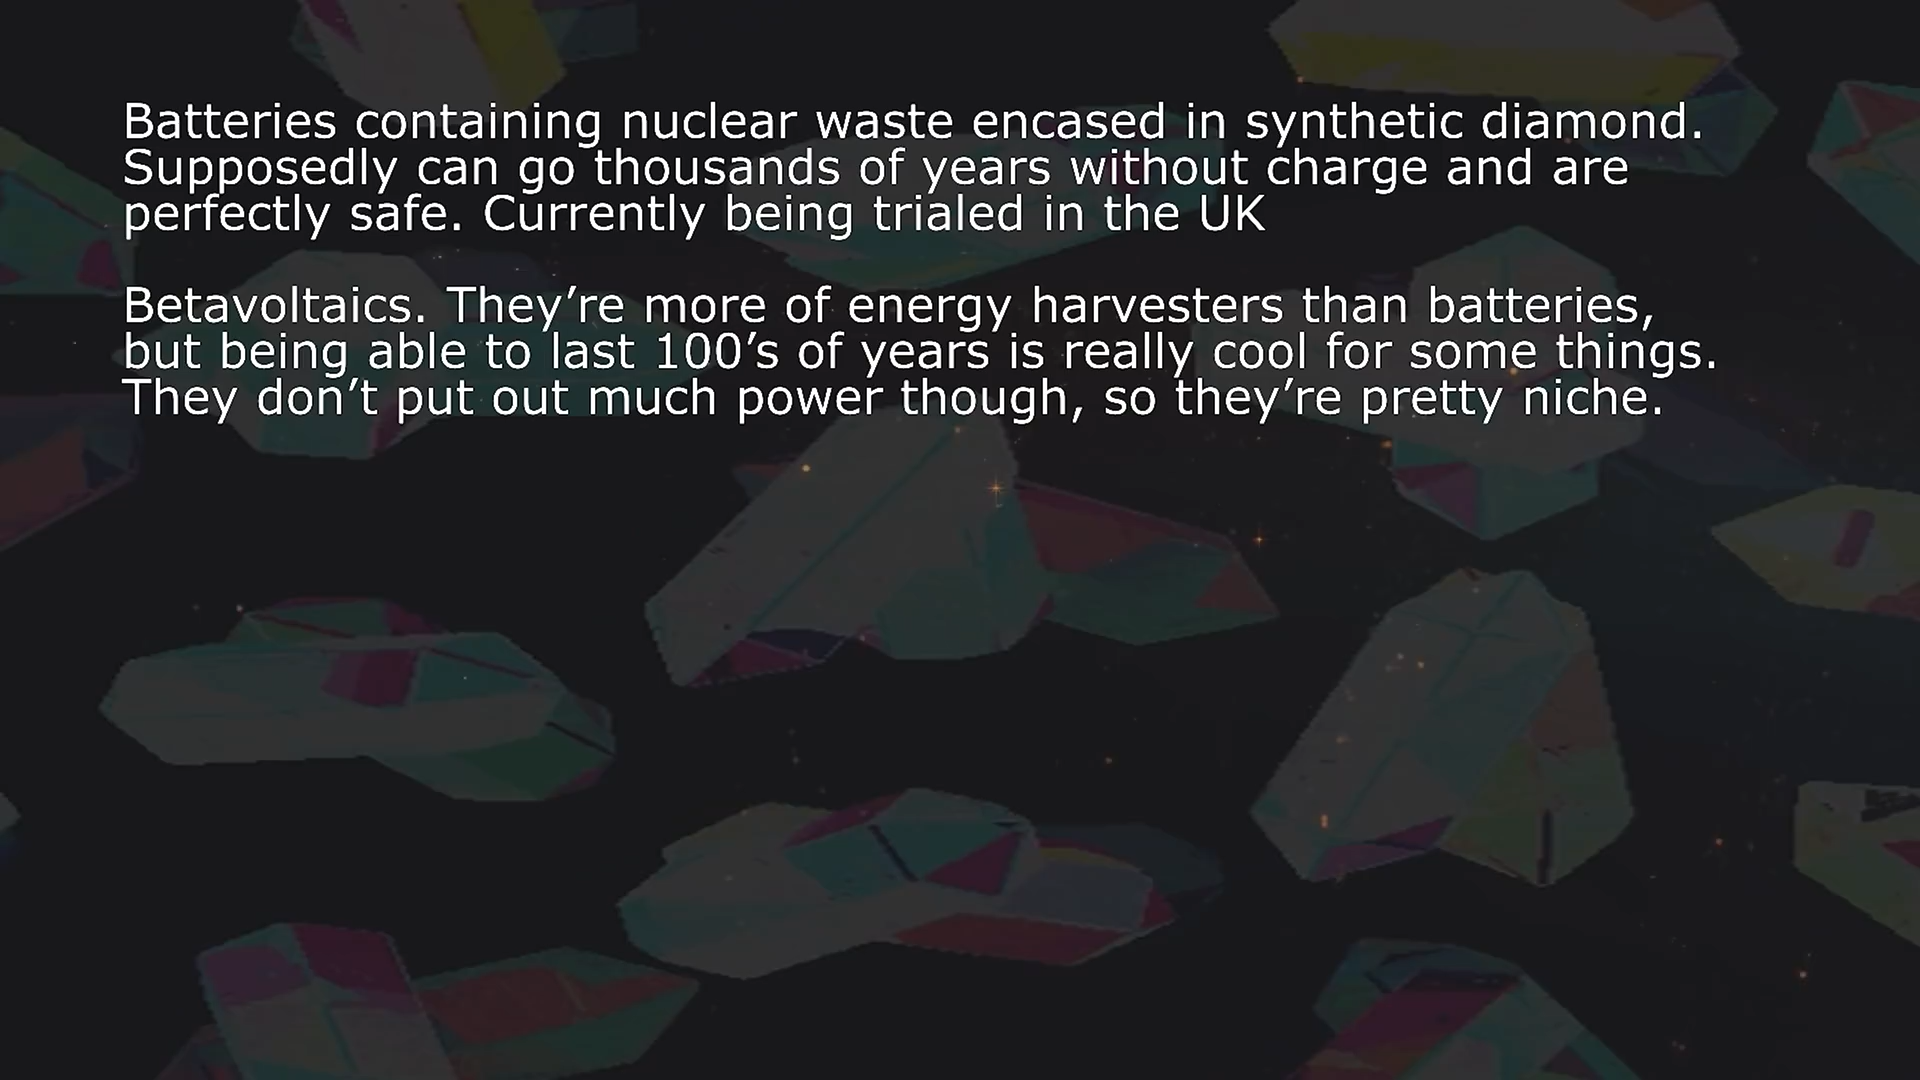 Batteries containing nuclear waste encased in synthetic diamond.
Supposedly can go thousands of years without charge and are
perfectly safe. Currently being trialed in the UK
Betavoltaics. They’re more of energy harvesters than batteries,
but being able to last 100’s of years is really cool for some things.
They don’t put out much power though, so they’re pretty niche.